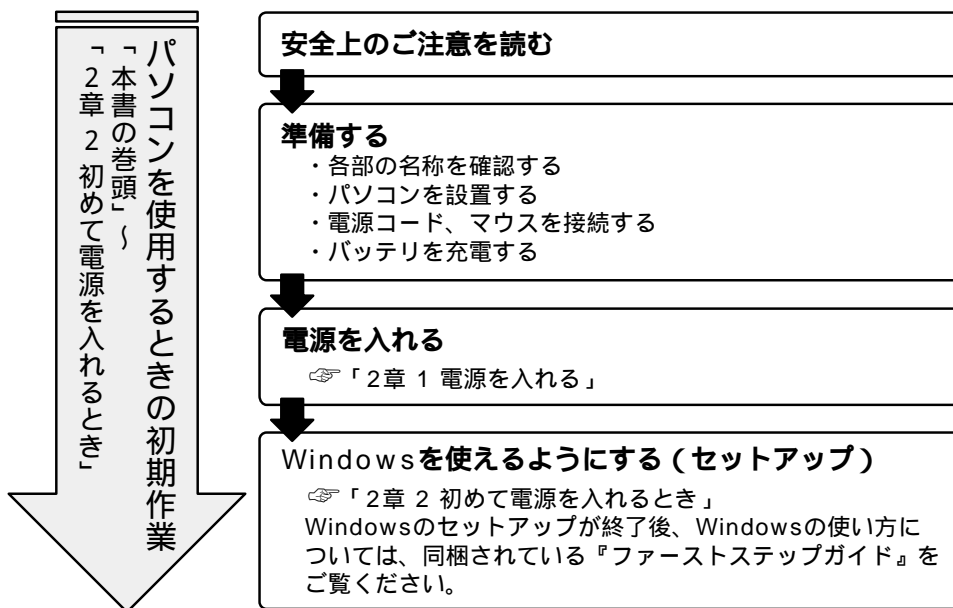 パソコンを使用するときの初期作業
「本書の巻頭」～
「2章 2 初めて電源を入れるとき」
安全上のご注意を読む
準備する
・各部の名称を確認する
・パソコンを設置する
・電源コード、マウスを接続する
・バッテリを充電する
電源を入れる
☞「2章 1 電源を入れる」
Windowsを使えるようにする（セットアップ）
☞「2章 2 初めて電源を入れるとき」
Windowsのセットアップが終了後、Windowsの使い方に
ついては、同梱されている『ファーストステップガイド』を
ご覧ください。